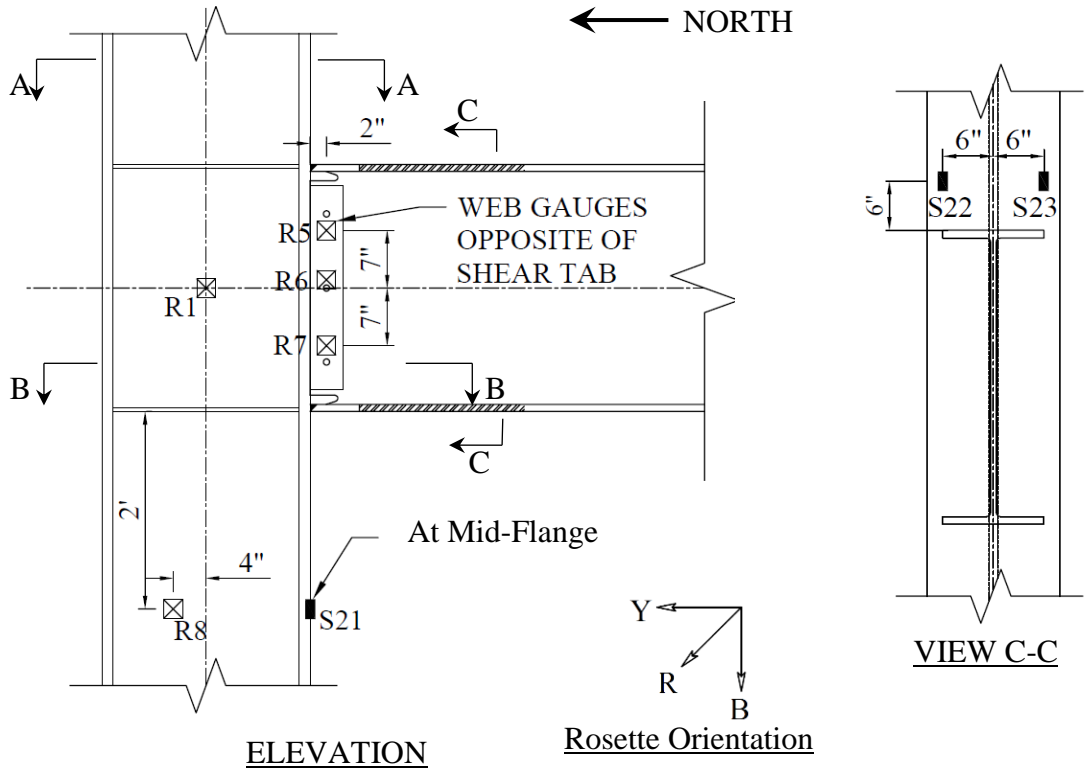 NORTH
A
A
C
2"
6"
6"
S22
S23
6"
WEB GAUGES
OPPOSITE OF
SHEAR TAB
R5
7"
R6
R1
7"
R7
B
B
C
2'
At Mid-Flange
4"
R8
S21
Y
R
B
VIEW C-C
ELEVATION
Rosette Orientation